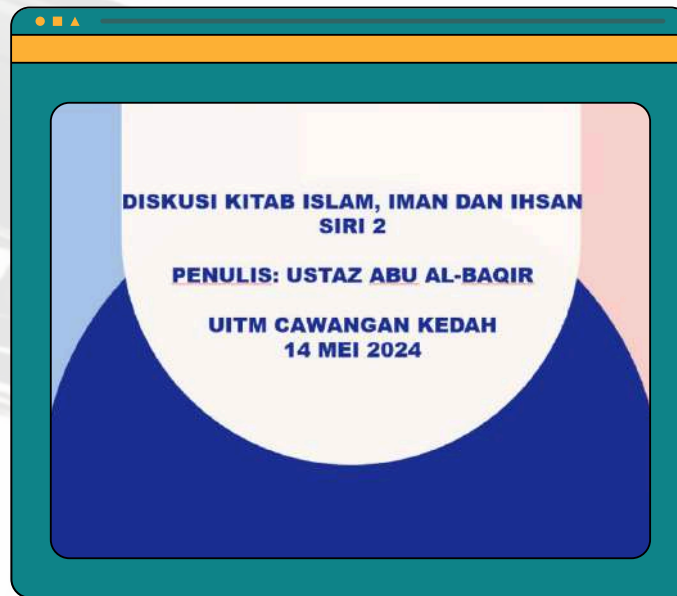 DISKUSI KITAB ISLAM, IMAN DAN IHSAN
SIRI 2
PENULIS: USTAZ ABU AL-BAQIR
UITM CAWANGAN KEDAH
14 MEI 2024